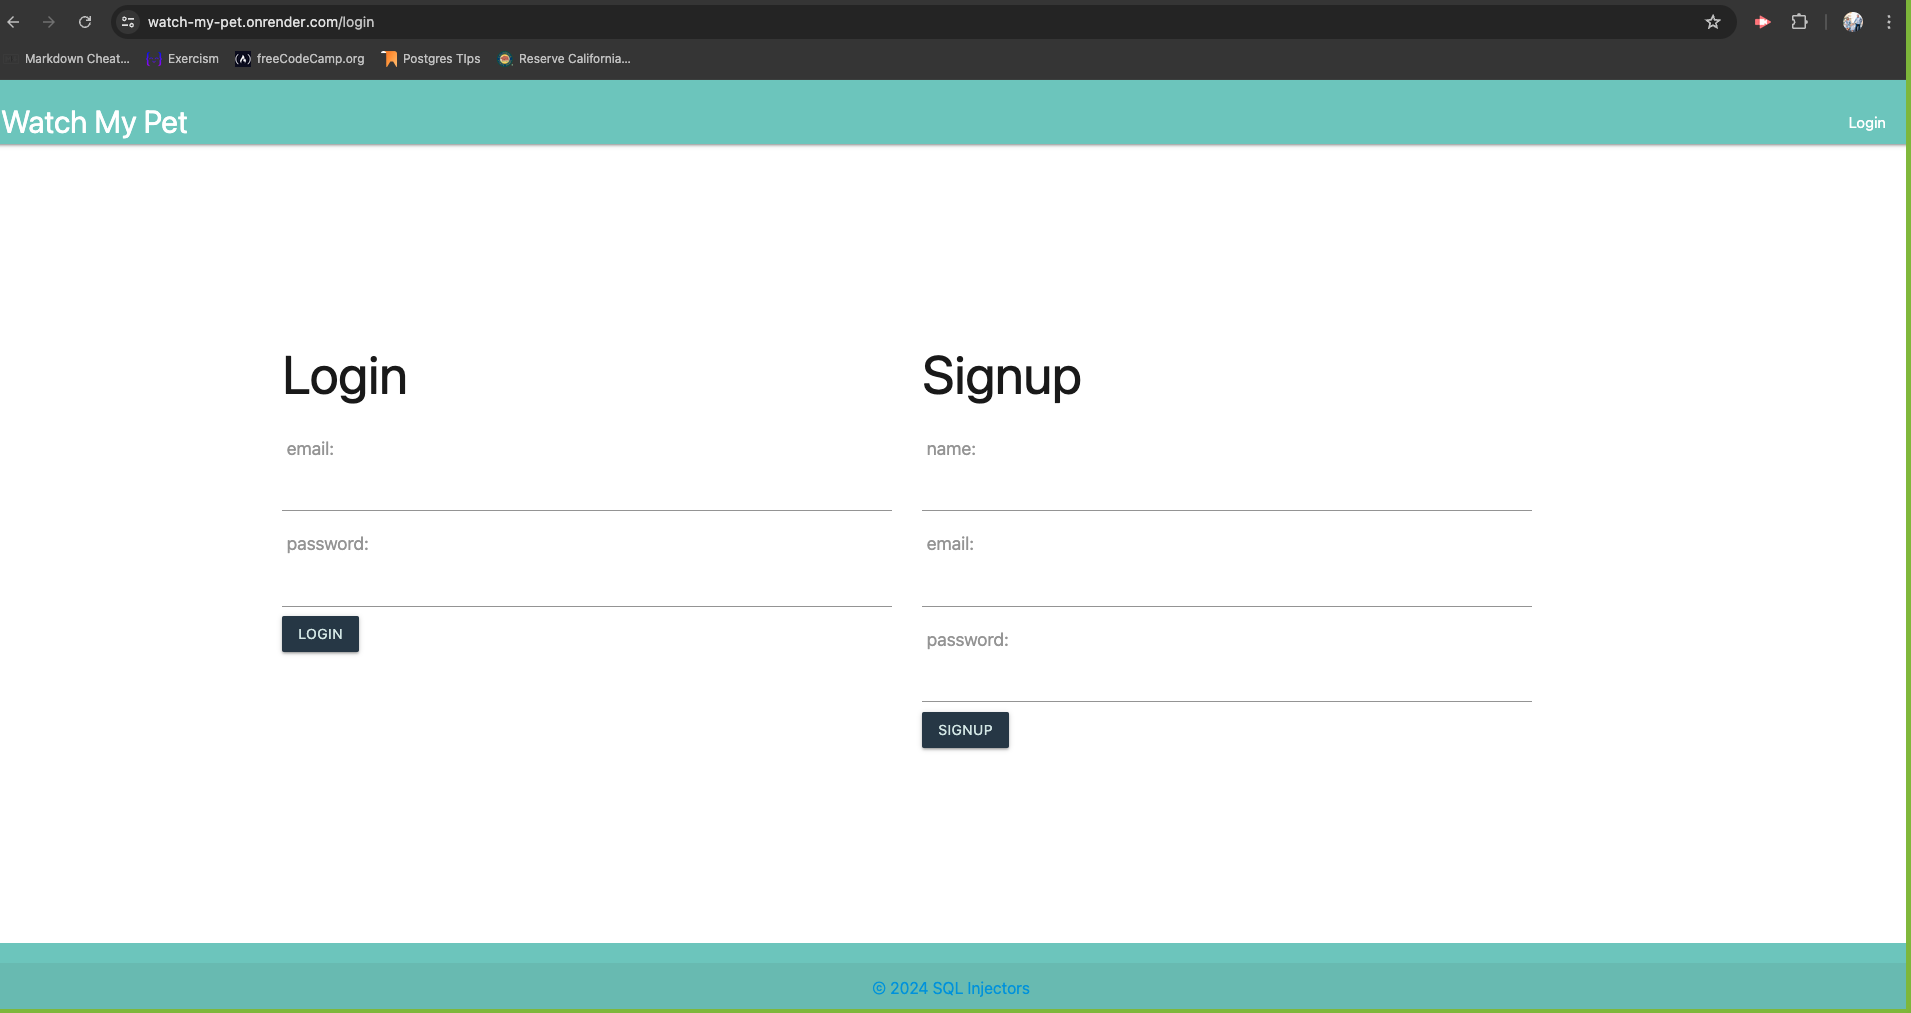 watch-my-pet.onrender.com/login
Markdown Cheat... Exercism freeCodeCamp.org Postgres TIps Reserve California...
Watch My Pet
Login
Login
email:
password:
LOGIN
Signup
name:
email:
password:
SIGNUP
© 2024 SQL Injectors